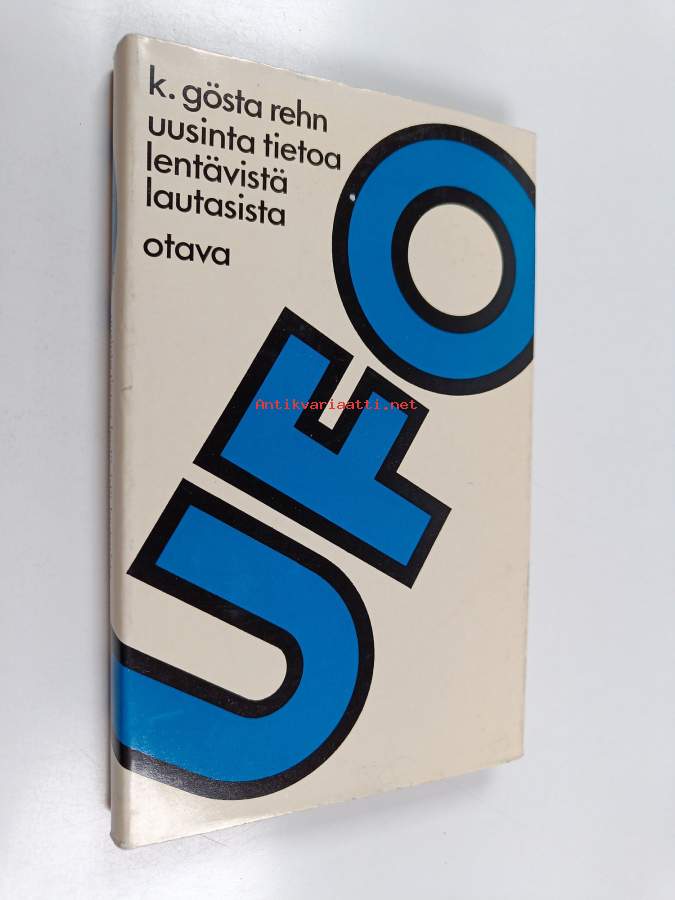 k. gösta rehn
uusinta tietoa
lentävistä
lautasista
otava
UFO
Antikvariaatti.net